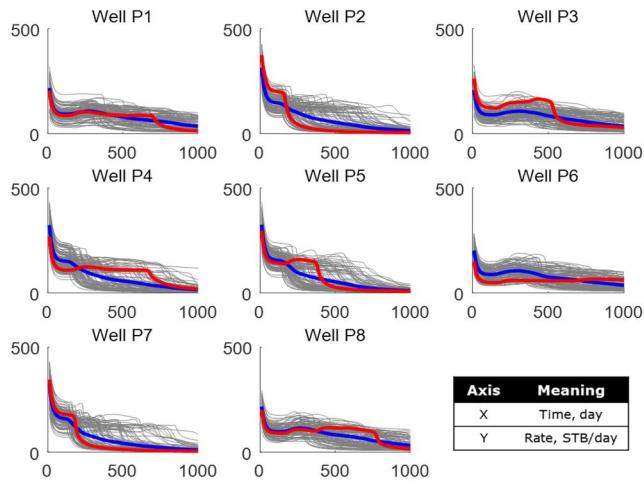 Well P1
Well P2
Well P3
500
0
0 500 1000
500
0
0 500 1000
500
0
0 500 1000
Well P4
Well P5
Well P6
500
0
0 500 1000
500
0
0 500 1000
500
0
0 500 1000
Well P7
Well P8
500
0
0 500 1000
500
0
0 500 1000
Axis Meaning
X Time, day
Y Rate, STB/day